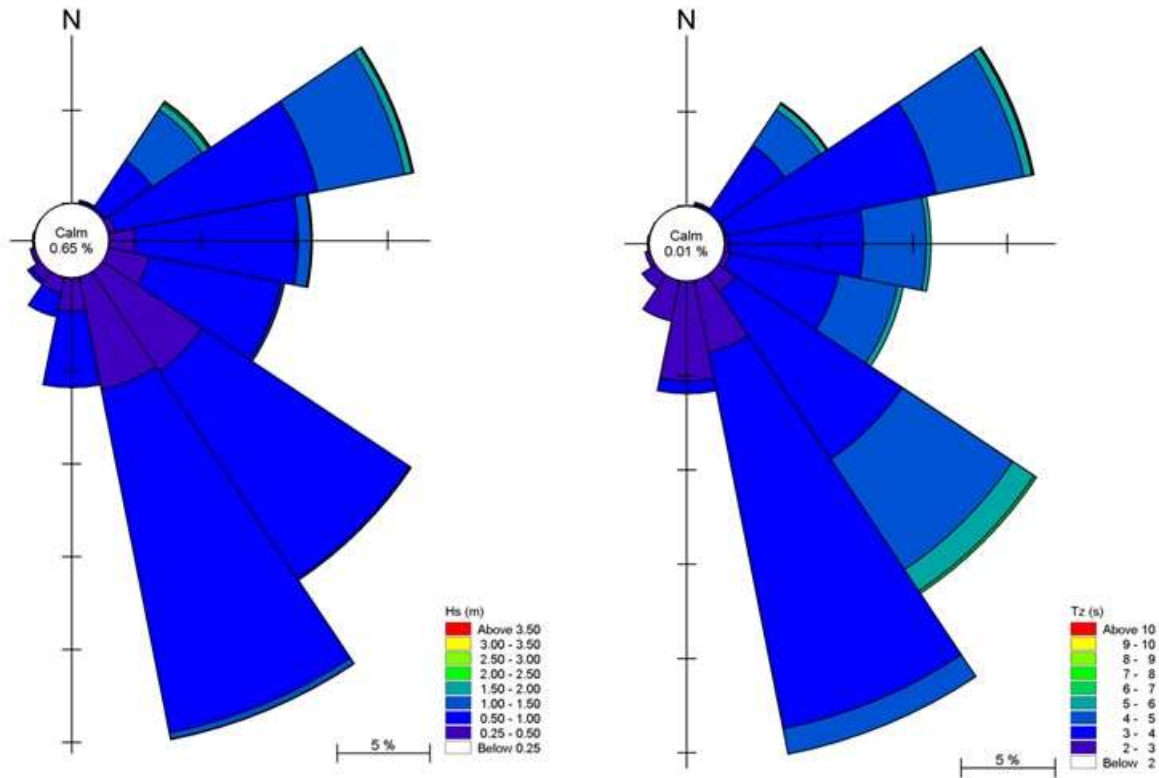 N
Calm
0.65 %
Hs (m)
Above 3.50
3.00 - 3.50
2.50 - 3.00
2.00 - 2.50
1.50 - 2.00
1.00 - 1.50
0.50 - 1.00
0.25 - 0.50
Below 0.25
5 %
N
Calm
0.01 %
Tz (s)
Above 10
9 - 10
8 - 9
7 - 8
6 - 7
5 - 6
4 - 5
3 - 4
2 - 3
Below 2
5 %